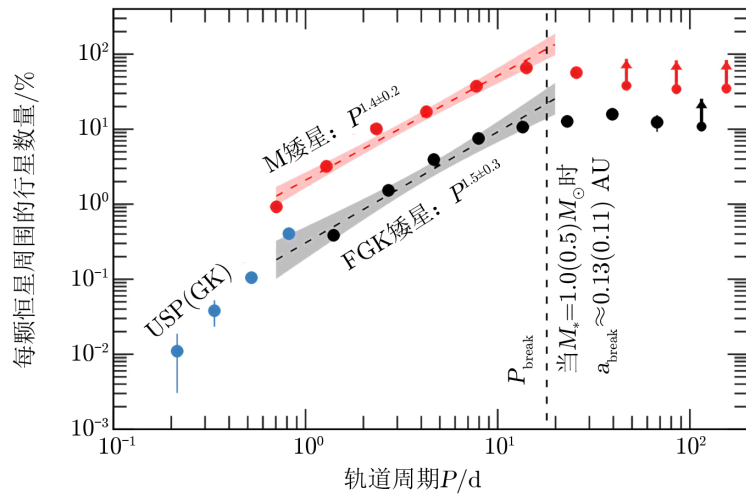 10²
10¹
10⁰
10⁻¹
10⁻²
10⁻³
每颗恒星周围的行星数量/%
M矮星：P^1.4±0.2
FGK矮星：P^1.5±0.3
USP(GK)
P_break
当M_*=1.0(0.5)M_⊙时
a_break≈0.13(0.11) AU
10⁻¹
10⁰
10¹
10²
轨道周期P/d